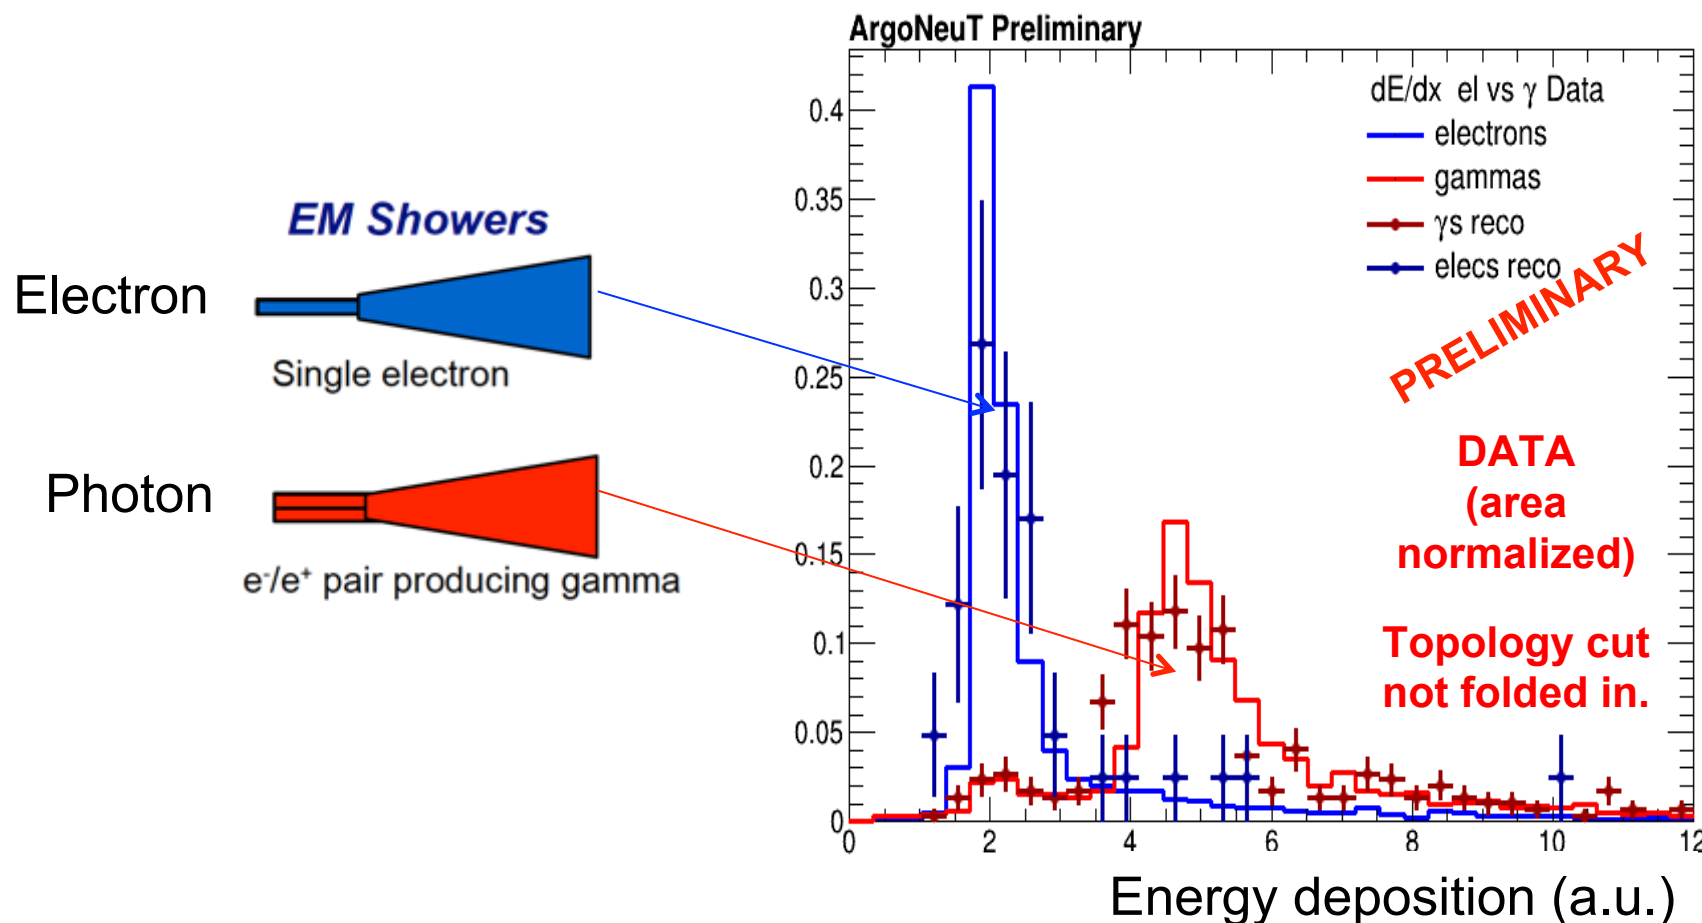 ArgoNeuT Preliminary
EM Showers
Electron
Single electron
Photon
e⁻/e⁺ pair producing gamma
dE/dx el vs γ Data
electrons
gammas
γs reco
elecs reco
PRELIMINARY
DATA
(area
normalized)
Topology cut
not folded in.
0.4
0.35
0.3
0.25
0.2
0.15
0.1
0.05
0
0 2 4 6 8 10 12
Energy deposition (a.u.)